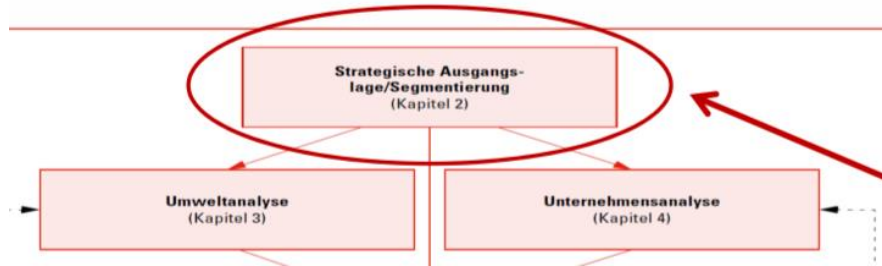 Strategische Ausgangs-
lage/Segmentierung
(Kapitel 2)
Umweltanalyse
(Kapitel 3)
Unternehmensanalyse
(Kapitel 4)